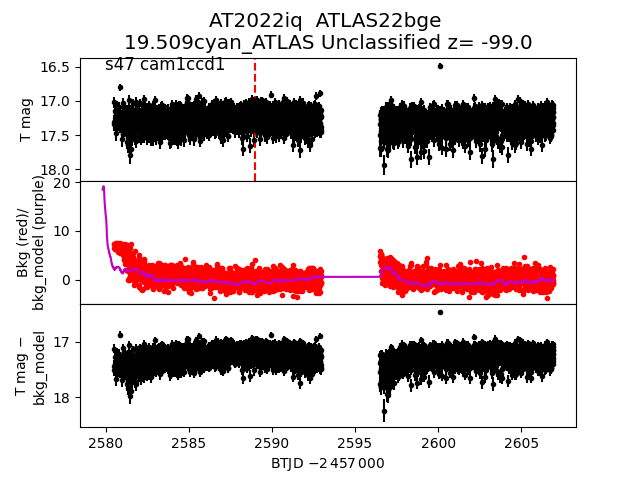 AT2022iq  ATLAS22bge
19.509cyan_ATLAS Unclassified z= -99.0
s47 cam1ccd1
16.5
17.0
17.5
18.0
T mag
20
10
0
Bkg (red)/
bkg_model (purple)
17
18
T mag −
bkg_model
2580
2585
2590
2595
2600
2605
BTJD −2 457 000